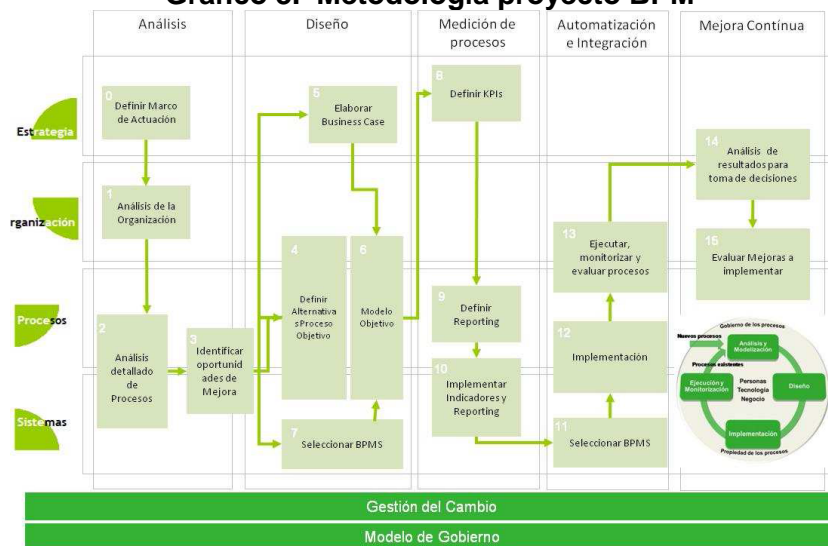 Gráfico 3. Metodología proyecto BPM
Análisis
Diseño
Medición de
procesos
Automatización
e Integración
Mejora Contínua
Estrategia
rganización
Procesos
Sistemas
0
Definir Marco
de Actuación
1
Análisis de la
Organización
2
Análisis
detallado
de
Procesos
3
Identificar
oportunid
ades de
Mejora
4
Definir
Alternativa
sProceso
Objetivo
5
Elaborar
Business Case
6
Modelo
Objetivo
7
Seleccionar BPMS
8
Definir KPIs
9
Definir
Reporting
10
Implementar
Indicadores y
Reporting
11
Seleccionar BPMS
12
Implementación
13
Ejecutar,
monitorizar y
evaluar procesos
14
Análisis de
resultados para
toma de decisiones
15
Evaluar Mejoras a
implementar
Gobierno de los procesos
Nuevos procesos
Análisis y
Modelización
Procesos existentes
Ejecución y
Monitorización
Personas
Tecnología
Negocio
Diseño
Implementación
Propiedad de los procesos
Gestión del Cambio
Modelo de Gobierno